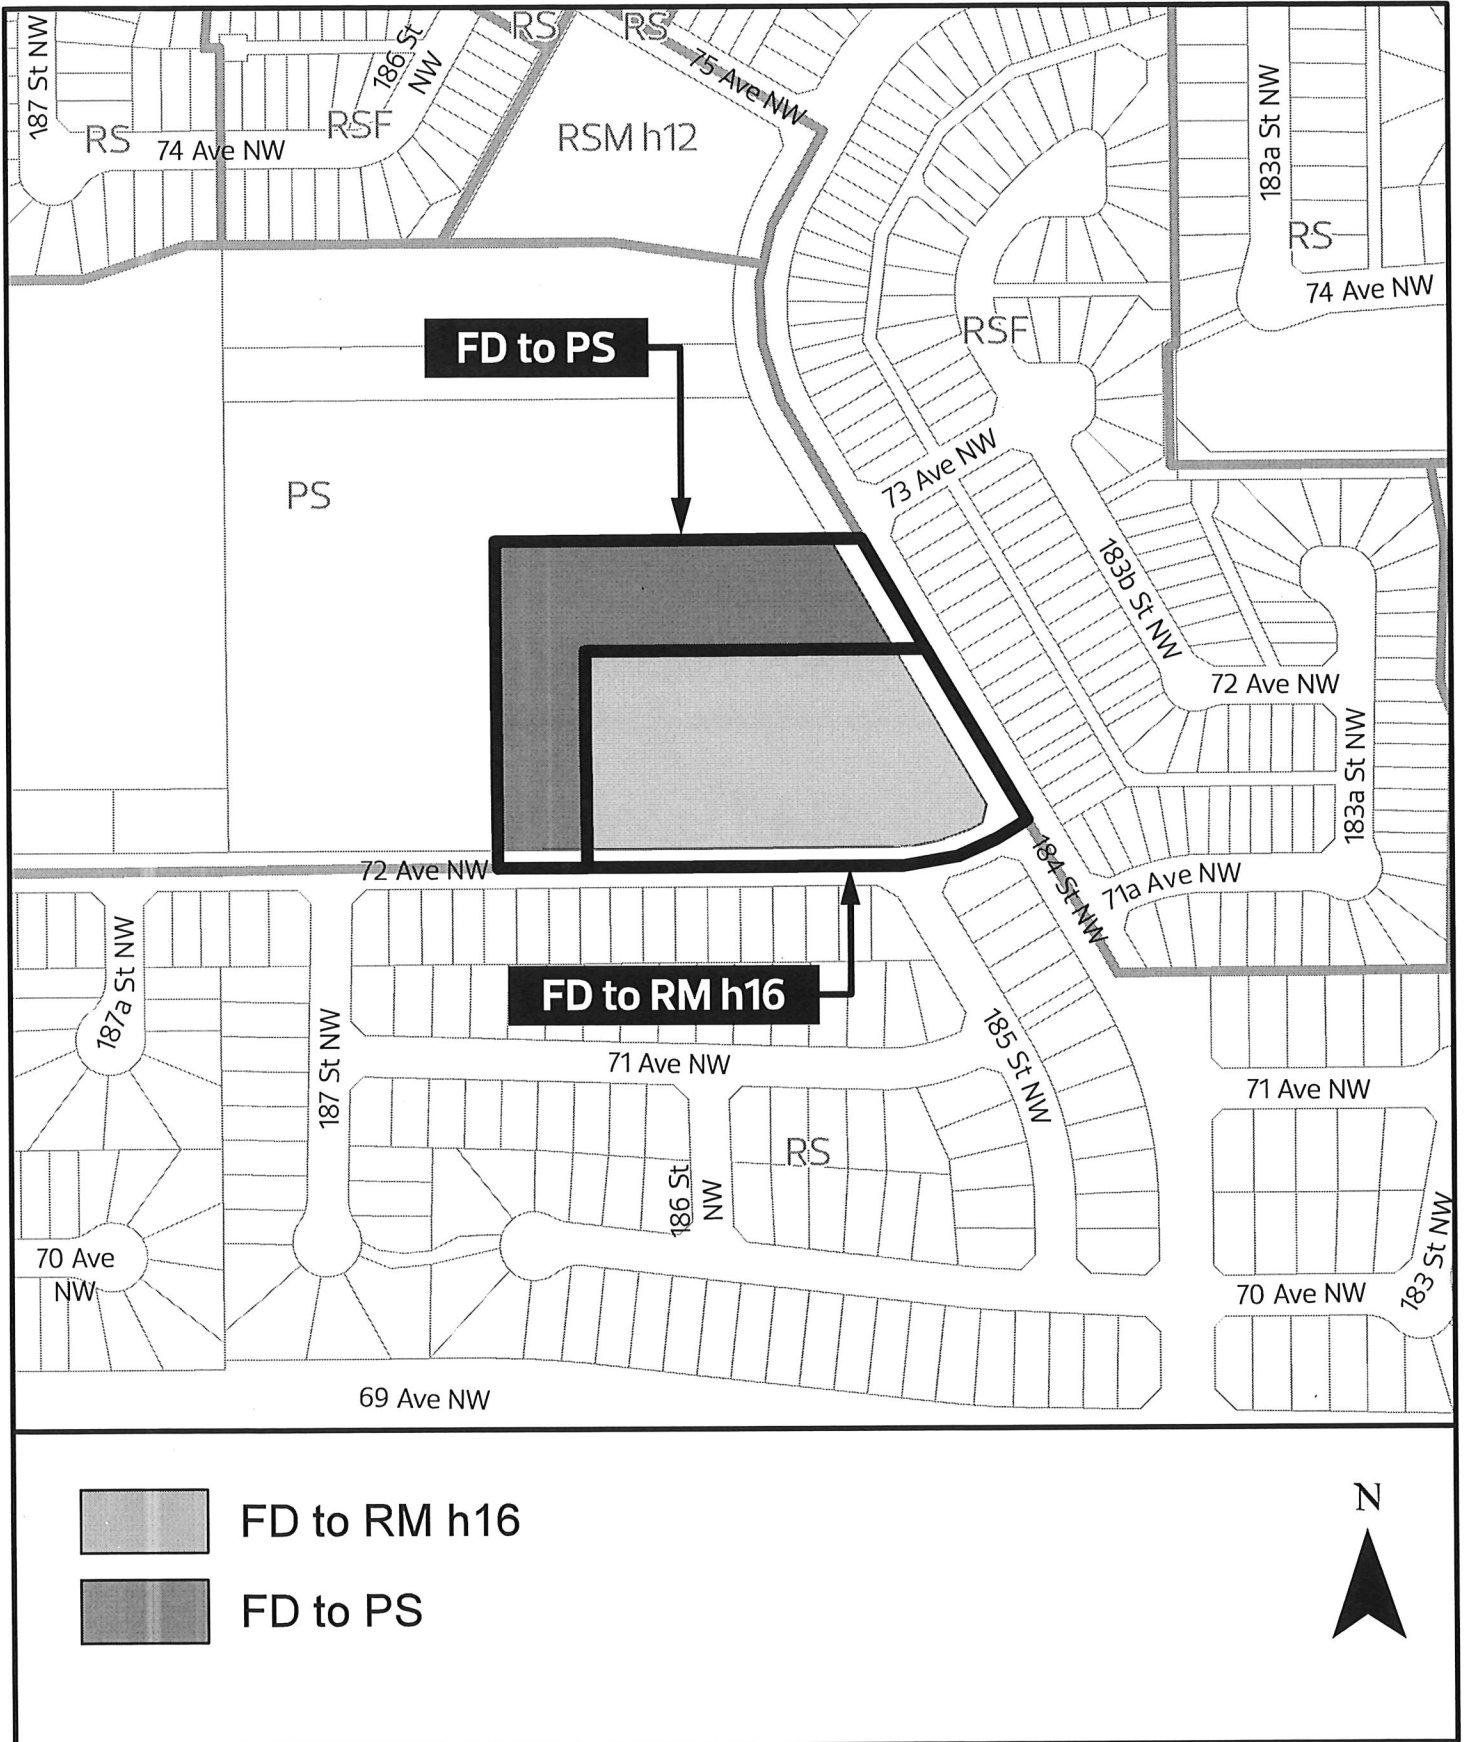 187 St NW
RS
74 Ave NW
RSF
186 St
NW
RS
RS
75 Ave NW
RSM h12
183a St NW
RS
74 Ave NW
RSF
FD to PS
PS
73 Ave NW
183b St NW
72 Ave NW
183a St NW
72 Ave NW
184 St NW
71a Ave NW
FD to RM h16
187a St NW
187 St NW
71 Ave NW
185 St NW
71 Ave NW
RS
186 St
NW
70 Ave
NW
70 Ave NW
183 St NW
69 Ave NW
FD to RM h16
FD to PS
N